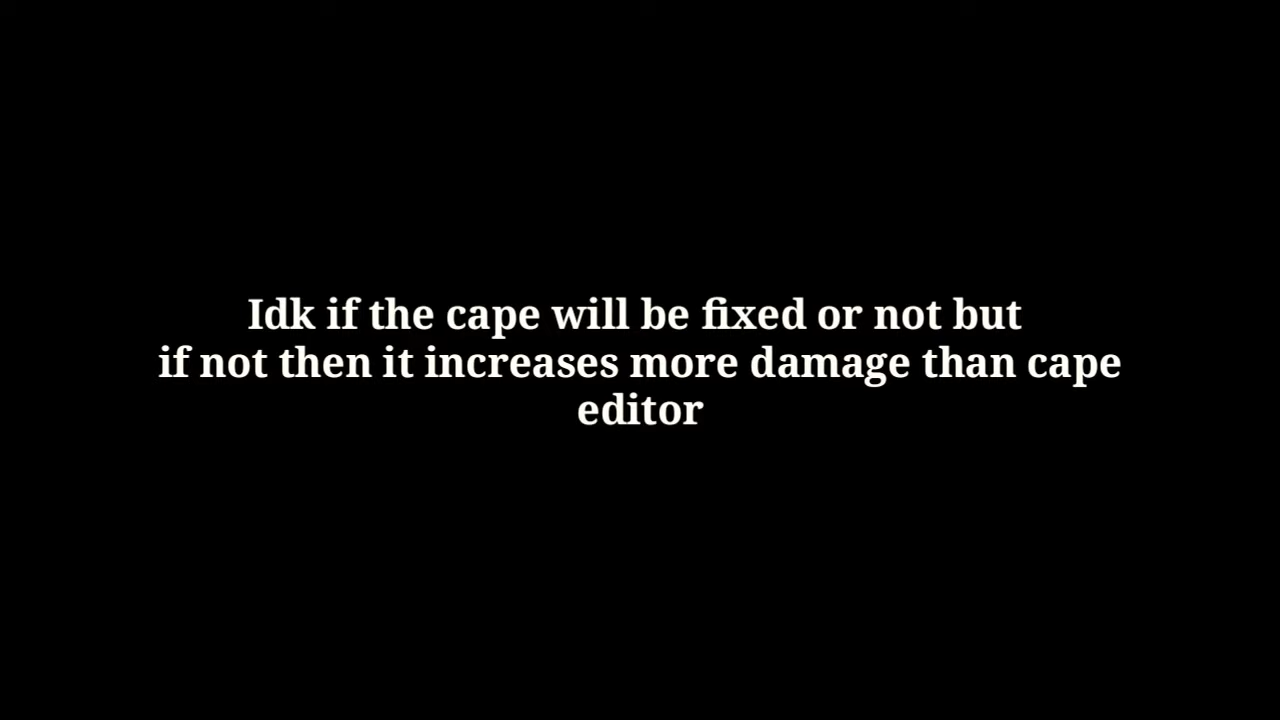 Idk if the cape will be fixed or not but
if not then it increases more damage than cape
editor